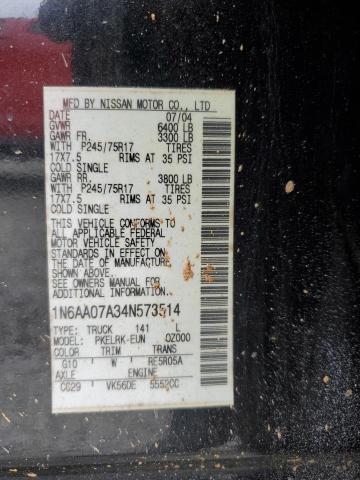 MFD BY NISSAN MOTOR CO., LTD
DATE 07/04
GVWR 6400 LB
GAWR FR. 3300 LB
WITH P245/75R17 TIRES
17X7.5 RIMS AT 35 PSI
COLD SINGLE
GAWR RR. 3800 LB
WITH P245/75R17 TIRES
17X7.5 RIMS AT 35 PSI
COLD SINGLE
THIS VEHICLE CONFORMS TO
ALL APPLICABLE FEDERAL
MOTOR VEHICLE SAFETY
STANDARDS IN EFFECT ON
THE DATE OF MANUFACTURE
SHOWN ABOVE.
SEE OWNERS MANUAL FOR
ADDITIONAL INFORMATION
1N6AA07A34N573514
TYPE: TRUCK 141 L
MODEL: PKELRK-EUN OZ000
COLOR TRIM TRANS
G10 W RE5R05A
AXLE ENGINE
CC29 VK56DE 5552CC